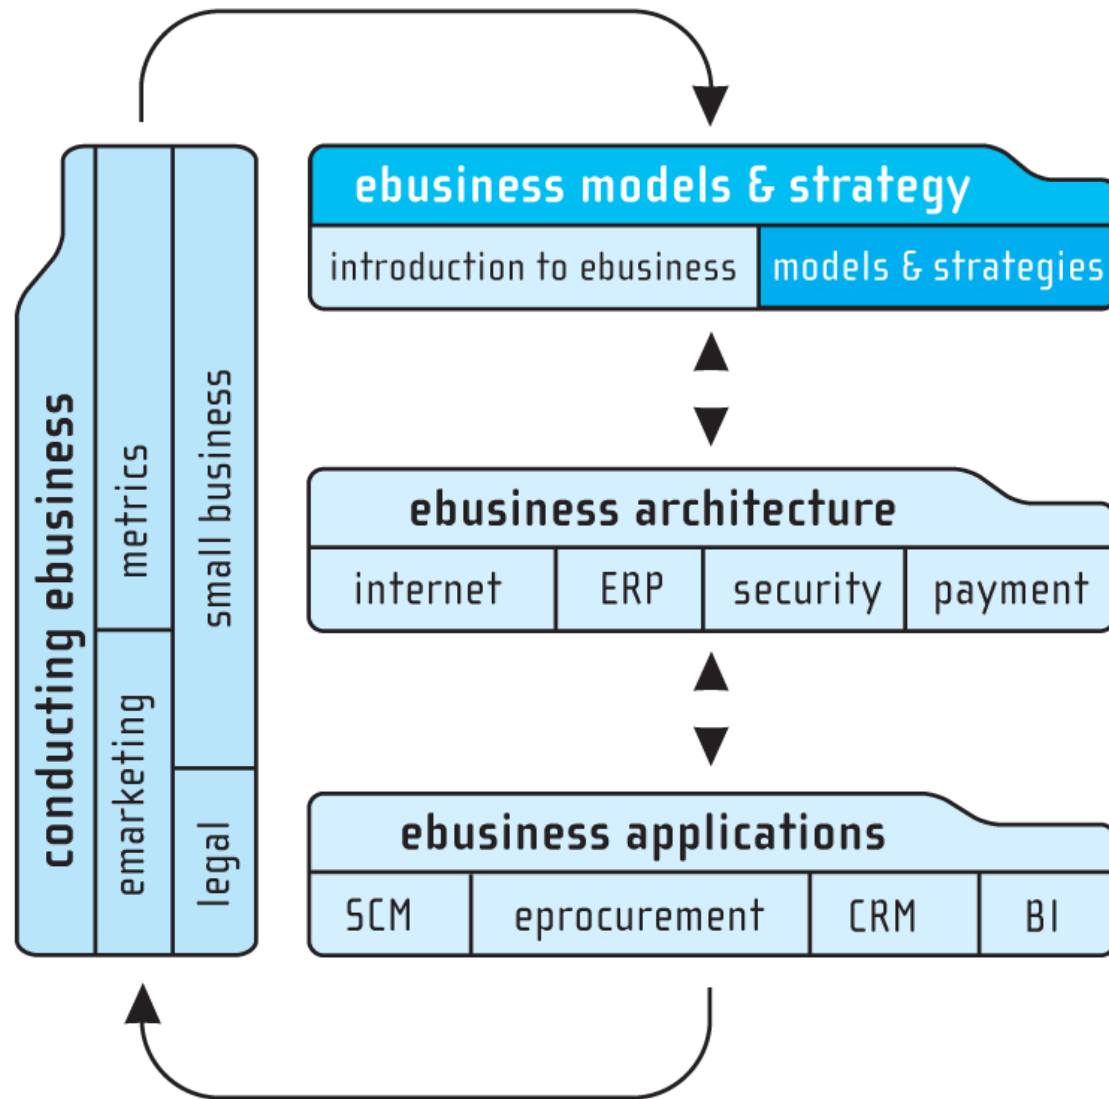 ebusiness models & strategy
introduction to ebusiness
models & strategies
ebusiness architecture
internet
ERP
security
payment
ebusiness applications
SCM
eprocurement
CRM
BI
conducting ebusiness
metrics
emarketing
small business
legal